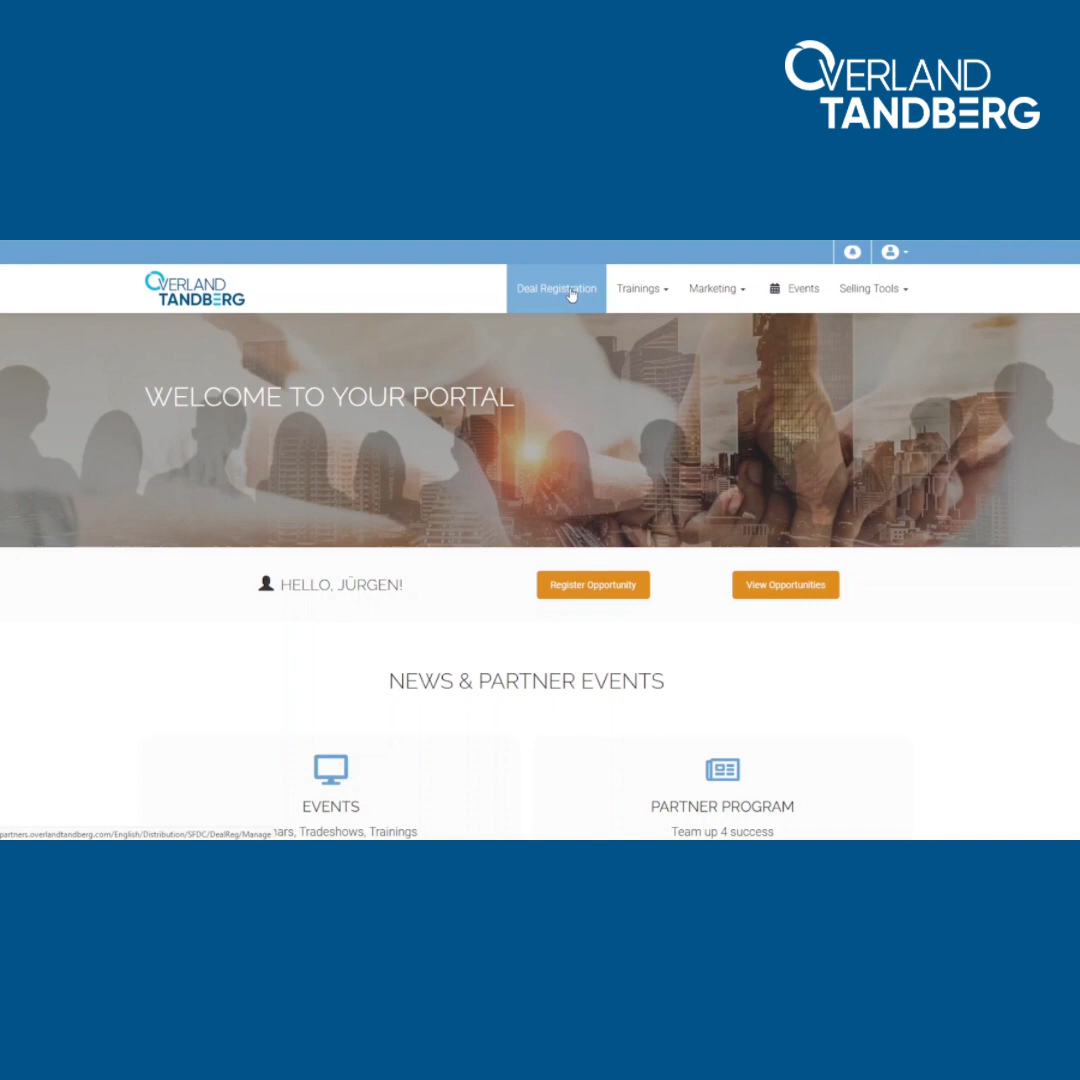 OVERLAND
TANDBERG
OVERLAND
TANDBERG
Deal Registration
Trainings
Marketing
Events
Selling Tools
WELCOME TO YOUR PORTAL
HELLO, JÜRGEN!
Register Opportunity
View Opportunities
NEWS & PARTNER EVENTS
EVENTS
PARTNER PROGRAM
partners.overlandtandberg.com/English/Distribution/SFDC/DealReg/Manage
Tradeshows, Trainings
Team up 4 success